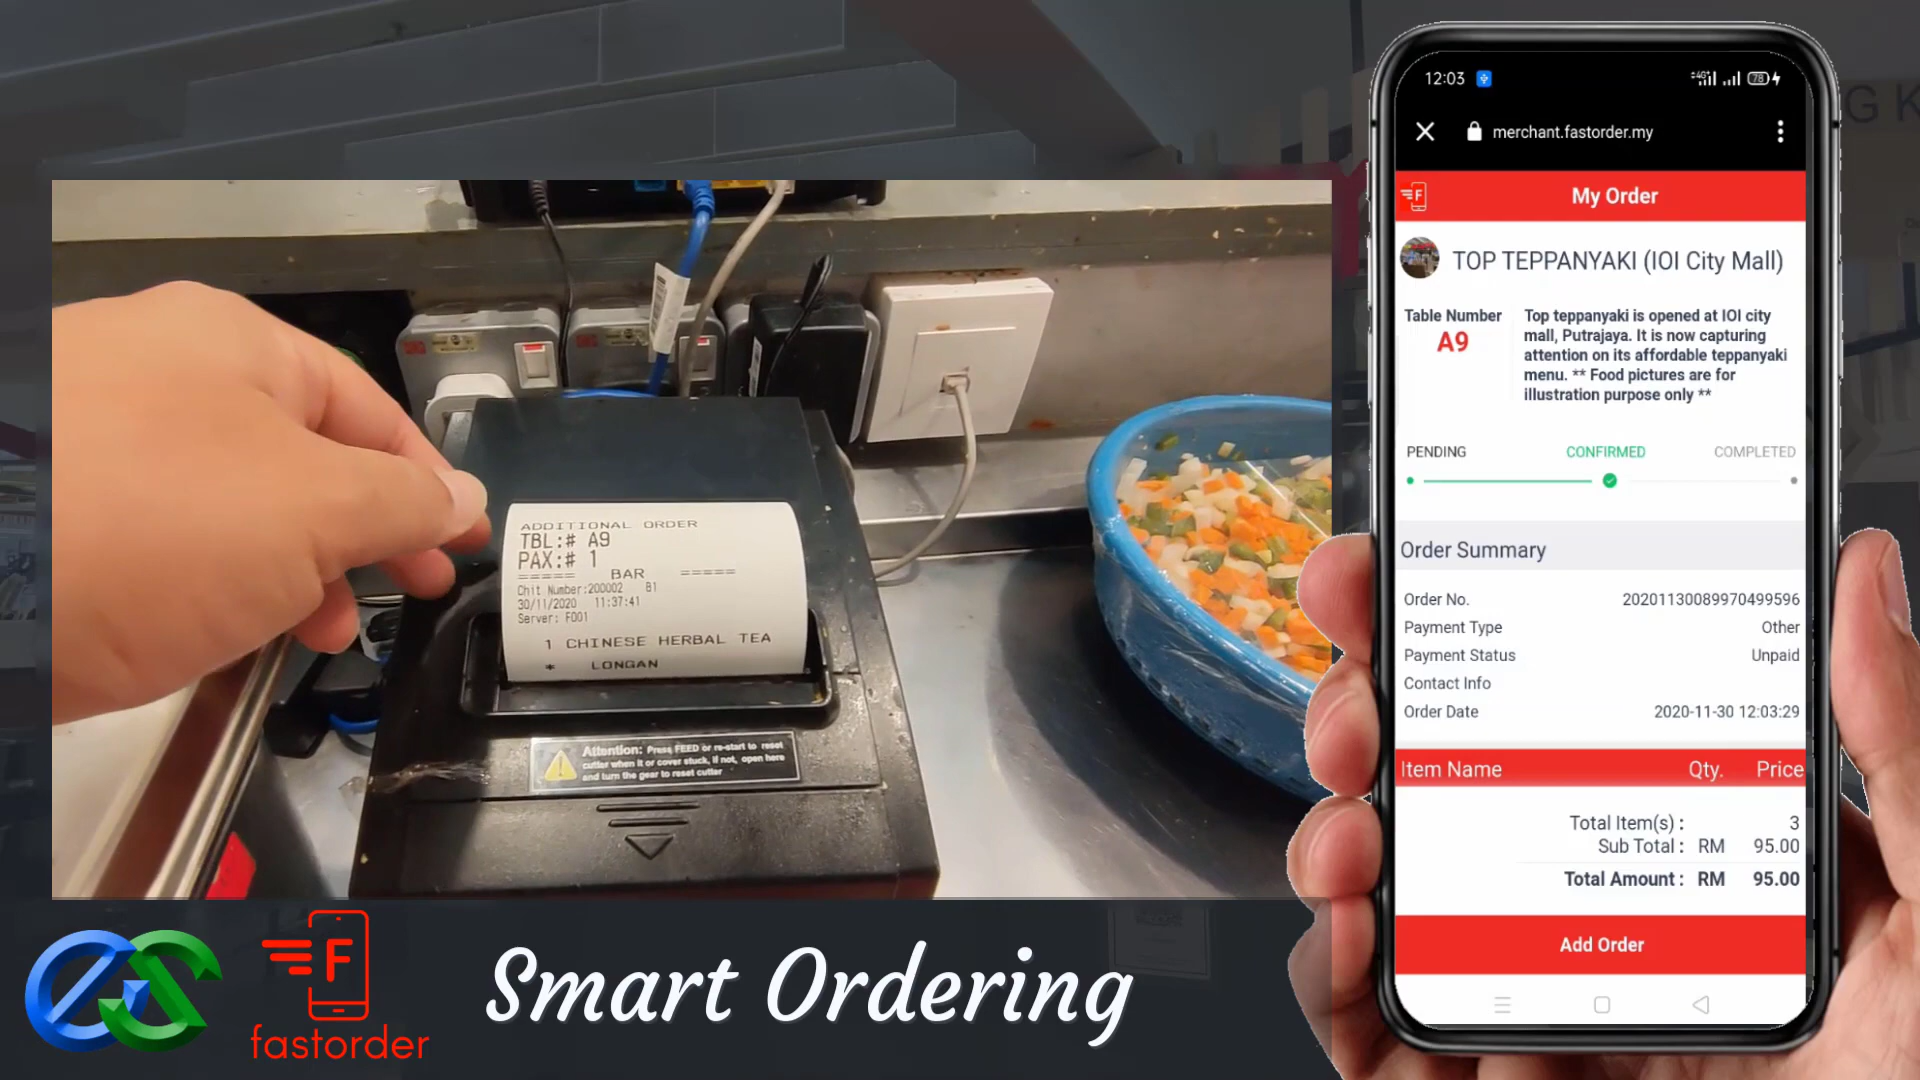 ADDITIONAL ORDER
TBL:# A9
PAX:# 1
===== BAR =====
Chit Number:200002 B1
30/11/2020 11:37:41
Server: F001
1 CHINESE HERBAL TEA
* LONGAN
Attention: Press FEED or re-start to reset
cutter when it or cover stuck, if not, open here
and turn the gear to reset cutter
F
fastorder
Smart Ordering
12:03
78
merchant.fastorder.my
F
My Order
TOP TEPPANYAKI (IOI City Mall)
Table Number
A9
Top teppanyaki is opened at IOI city
mall, Putrajaya. It is now capturing
attention on its affordable teppanyaki
menu. ** Food pictures are for
illustration purpose only **
PENDING CONFIRMED COMPLETED
Order Summary
Order No. 20201130089970499596
Payment Type Other
Payment Status Unpaid
Contact Info
Order Date 2020-11-30 12:03:29
Item Name Qty. Price
Total Item(s) : 3
Sub Total : RM 95.00
Total Amount : RM 95.00
Add Order